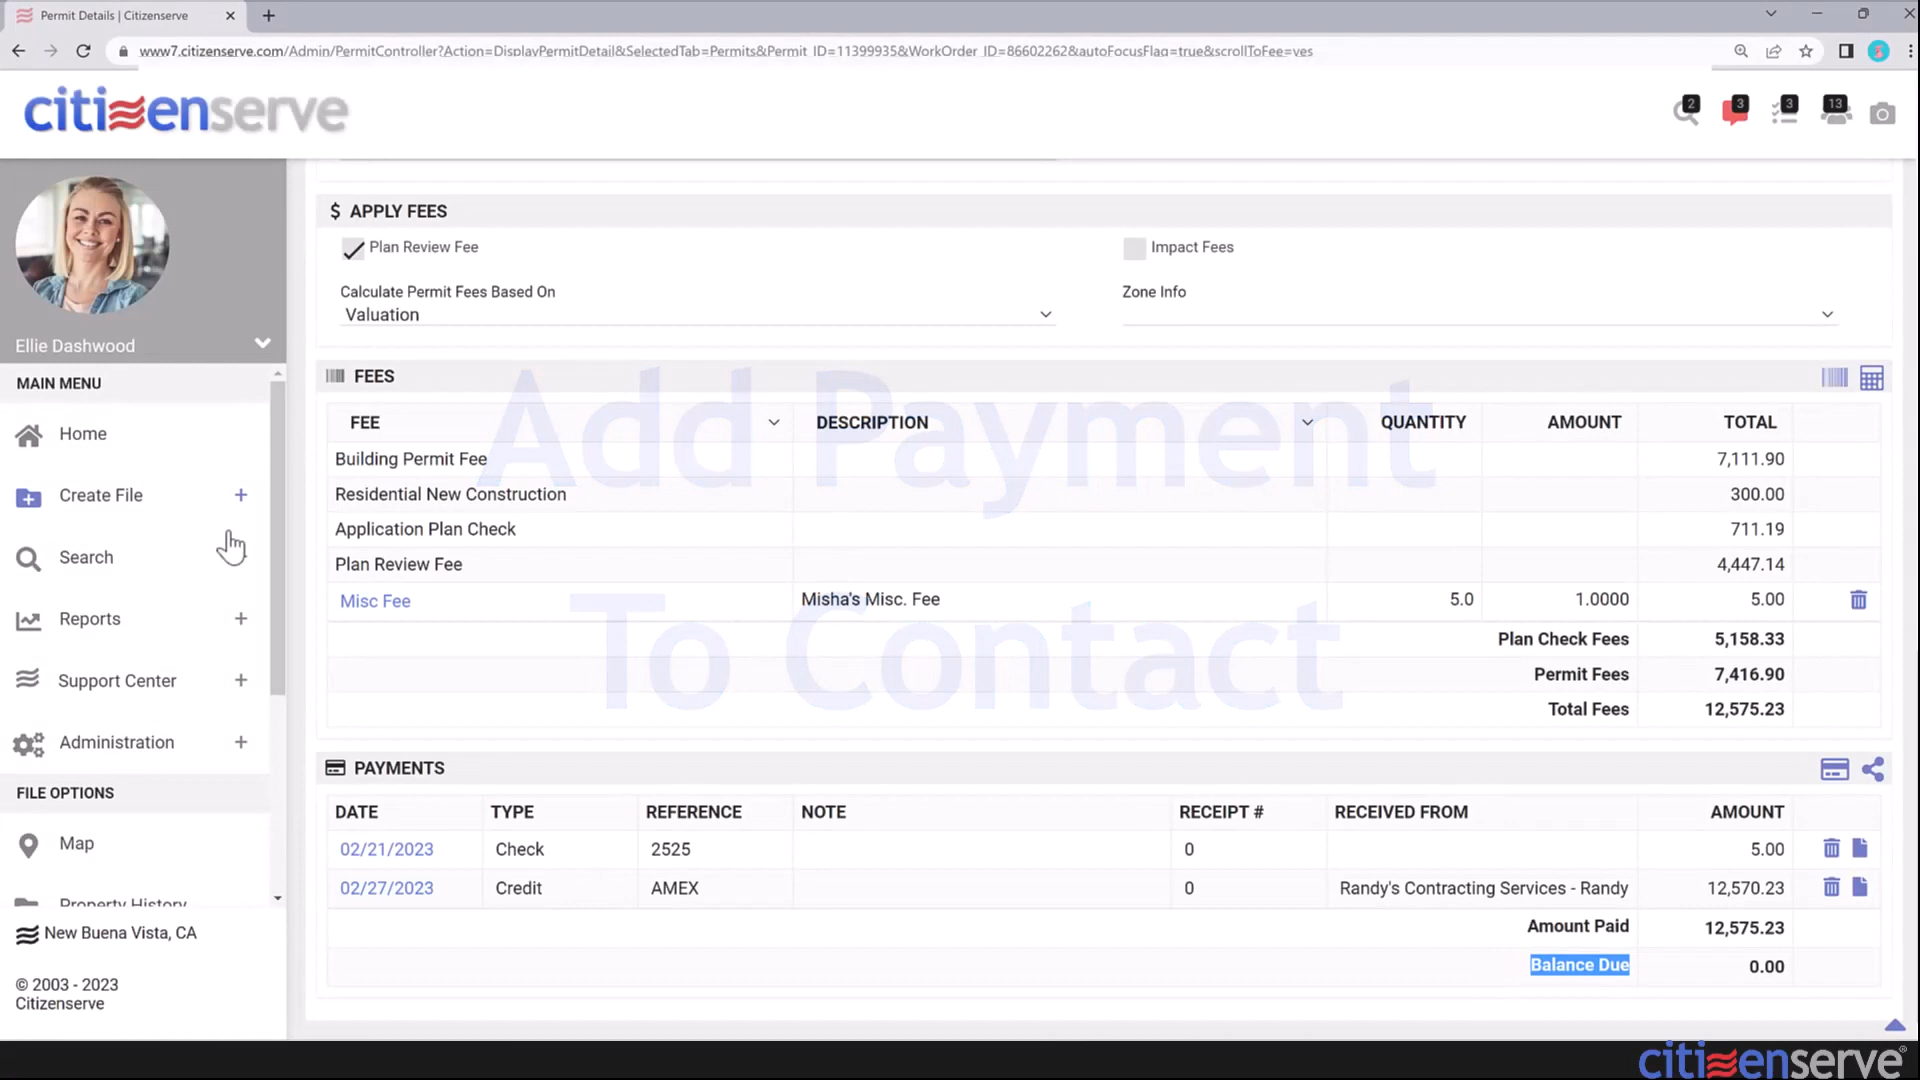 Permit Details | Citizenserve
www7.citizenserve.com/Admin/PermitController?Action=DisplayPermitDetail&SelectedTab=Permits&Permit_ID=11399935&WorkOrder_ID=86602262&autoFocusFlag=true&scrollToFee=yes
citizenserve
2
3
3
13
Ellie Dashwood
MAIN MENU
Home
Create File +
Search
Reports +
Support Center +
Administration +
FILE OPTIONS
Map
Property History
New Buena Vista, CA
© 2003 - 2023
Citizenserve
$ APPLY FEES
Plan Review Fee
Impact Fees
Calculate Permit Fees Based On
Zone Info
Valuation
FEES
FEE DESCRIPTION QUANTITY AMOUNT TOTAL
Building Permit Fee 7,111.90
Residential New Construction 300.00
Application Plan Check 711.19
Plan Review Fee 4,447.14
Misc Fee Misha's Misc. Fee 5.0 1.0000 5.00
Plan Check Fees 5,158.33
Permit Fees 7,416.90
Total Fees 12,575.23
Add Payment
To Contact
PAYMENTS
DATE TYPE REFERENCE NOTE RECEIPT # RECEIVED FROM AMOUNT
02/21/2023 Check 2525 0 5.00
02/27/2023 Credit AMEX 0 Randy's Contracting Services - Randy 12,570.23
Amount Paid 12,575.23
Balance Due 0.00
citizenserve®